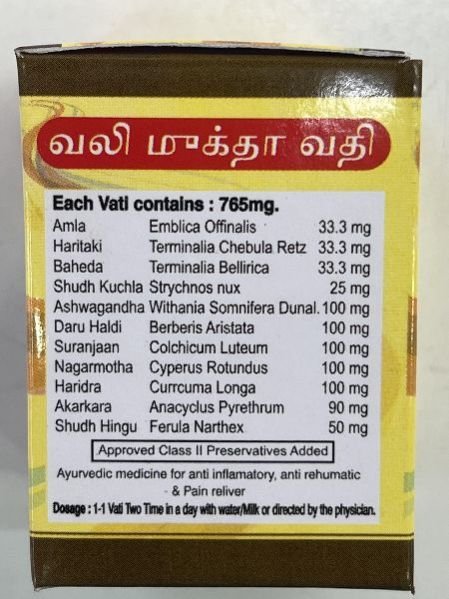 வலி முக்தா வதி
Each Vati contains : 765mg.
Amla Emblica Offinalis 33.3 mg
Haritaki Terminalia Chebula Retz 33.3 mg
Baheda Terminalia Bellirica 33.3 mg
Shudh Kuchla Strychnos nux 25 mg
Ashwagandha Withania Somnifera Dunal. 100 mg
Daru Haldi Berberis Aristata 100 mg
Suranjaan Colchicum Luteum 100 mg
Nagarmotha Cyperus Rotundus 100 mg
Haridra Currcuma Longa 100 mg
Akarkara Anacyclus Pyrethrum 90 mg
Shudh Hingu Ferula Narthex 50 mg
Approved Class II Preservatives Added
Ayurvedic medicine for anti inflamatory, anti rehumatic
& Pain reliver
Dosage : 1-1 Vati Two Time in a day with water/Milk or directed by the physician.